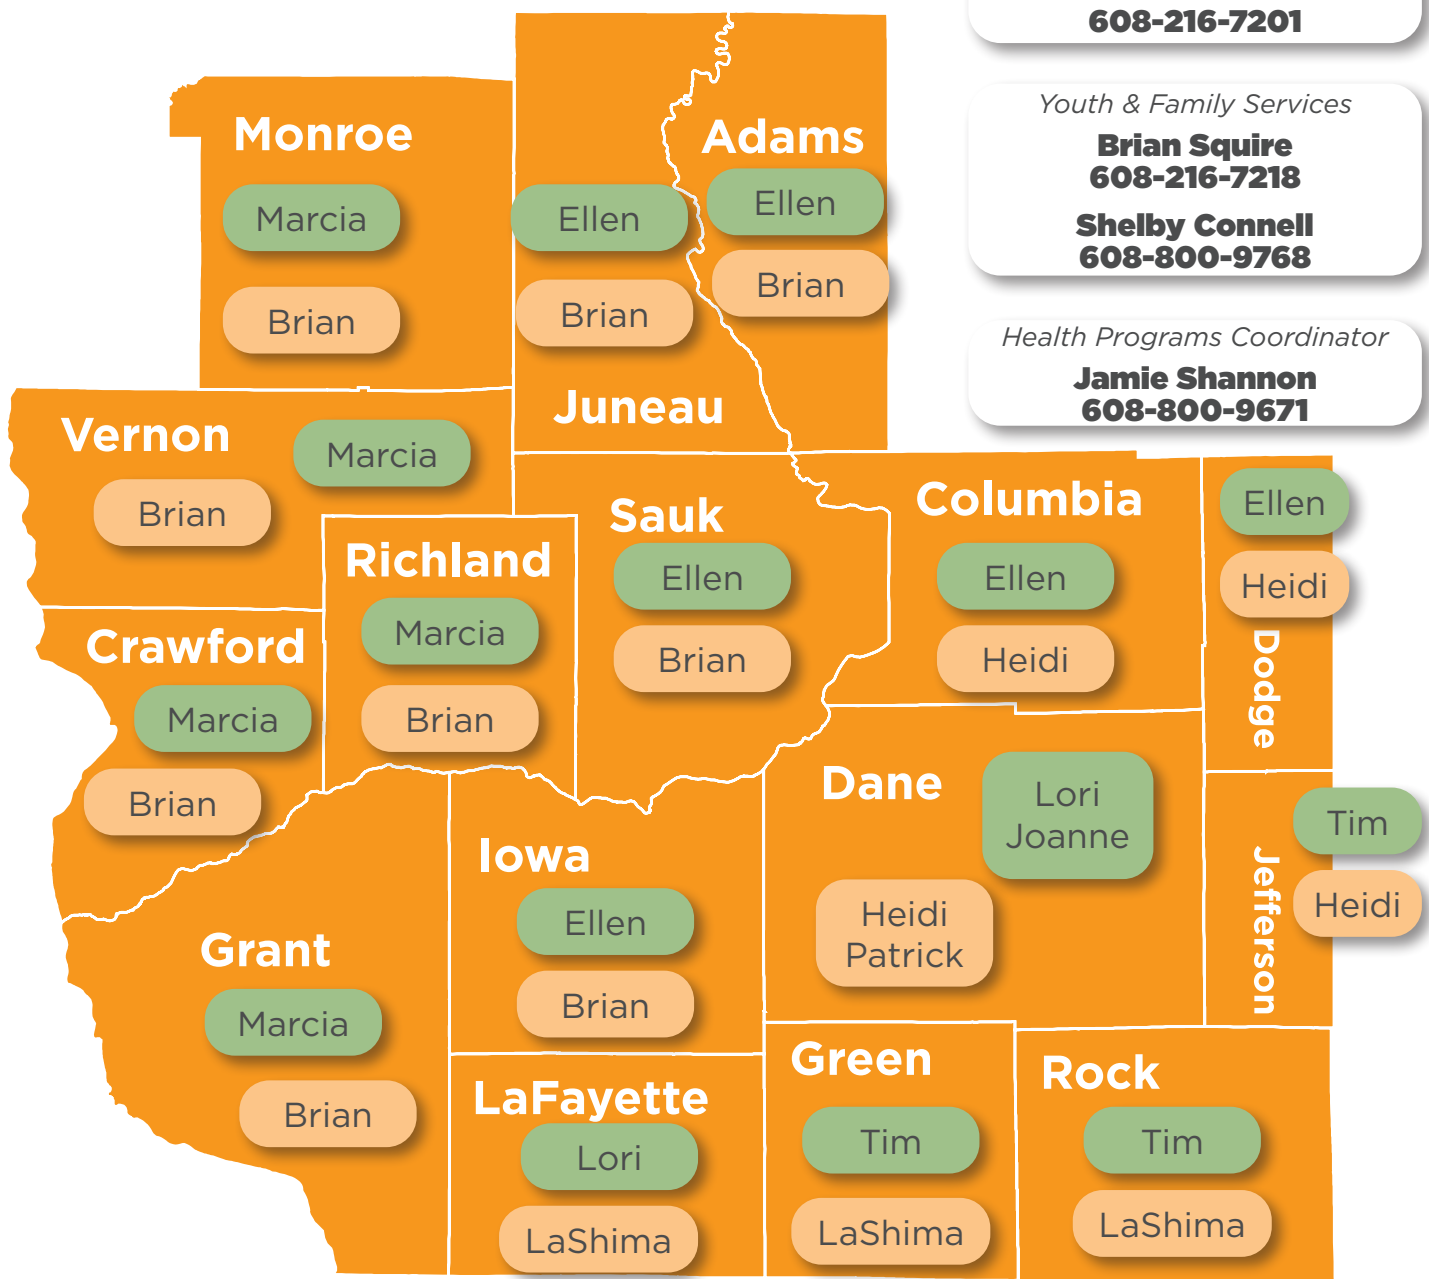 608-216-7201
Youth & Family Services
Brian Squire
608-216-7218
Shelby Connell
608-800-9768
Health Programs Coordinator
Jamie Shannon
608-800-9671
Monroe
Marcia
Brian
Ellen
Brian
Juneau
Adams
Ellen
Brian
Vernon
Marcia
Brian
Richland
Marcia
Brian
Sauk
Ellen
Brian
Columbia
Ellen
Heidi
Ellen
Heidi
Dodge
Crawford
Marcia
Brian
Dane
Lori
Joanne
Heidi
Patrick
Tim
Heidi
Jefferson
Iowa
Ellen
Brian
Grant
Marcia
Brian
LaFayette
Lori
LaShima
Green
Tim
LaShima
Rock
Tim
LaShima